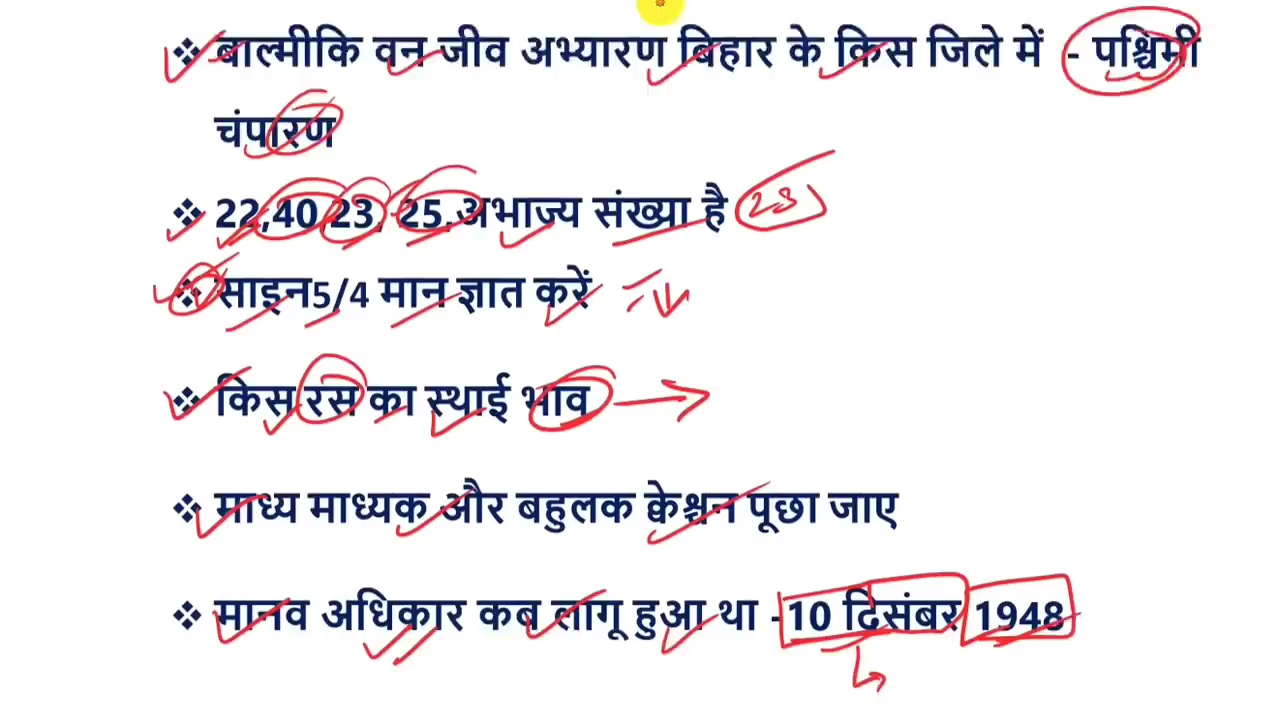 ❖ बाल्मीकि वन जीव अभ्यारण बिहार के किस जिले में - पश्चिमी
चंपारण
❖ 22,40,23, 25,अभाज्य संख्या है 23
❖ साइन5/4 मान ज्ञात करें
❖ किस रस का स्थाई भाव
❖ माध्य माध्यक और बहुलक क्वेश्चन पूछा जाए
❖ मानव अधिकार कब लागू हुआ था -10 दिसंबर 1948